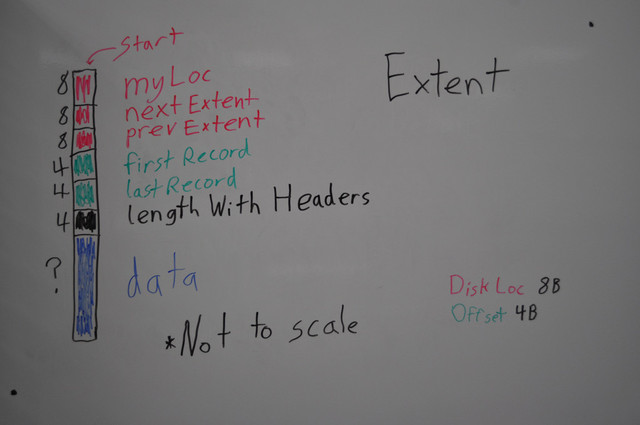 Start
Extent
8 myLoc
8 next Extent
8 prev Extent
4 first Record
4 last Record
4 length With Headers
? data
Disk Loc 8B
Offset 4B
*Not to scale